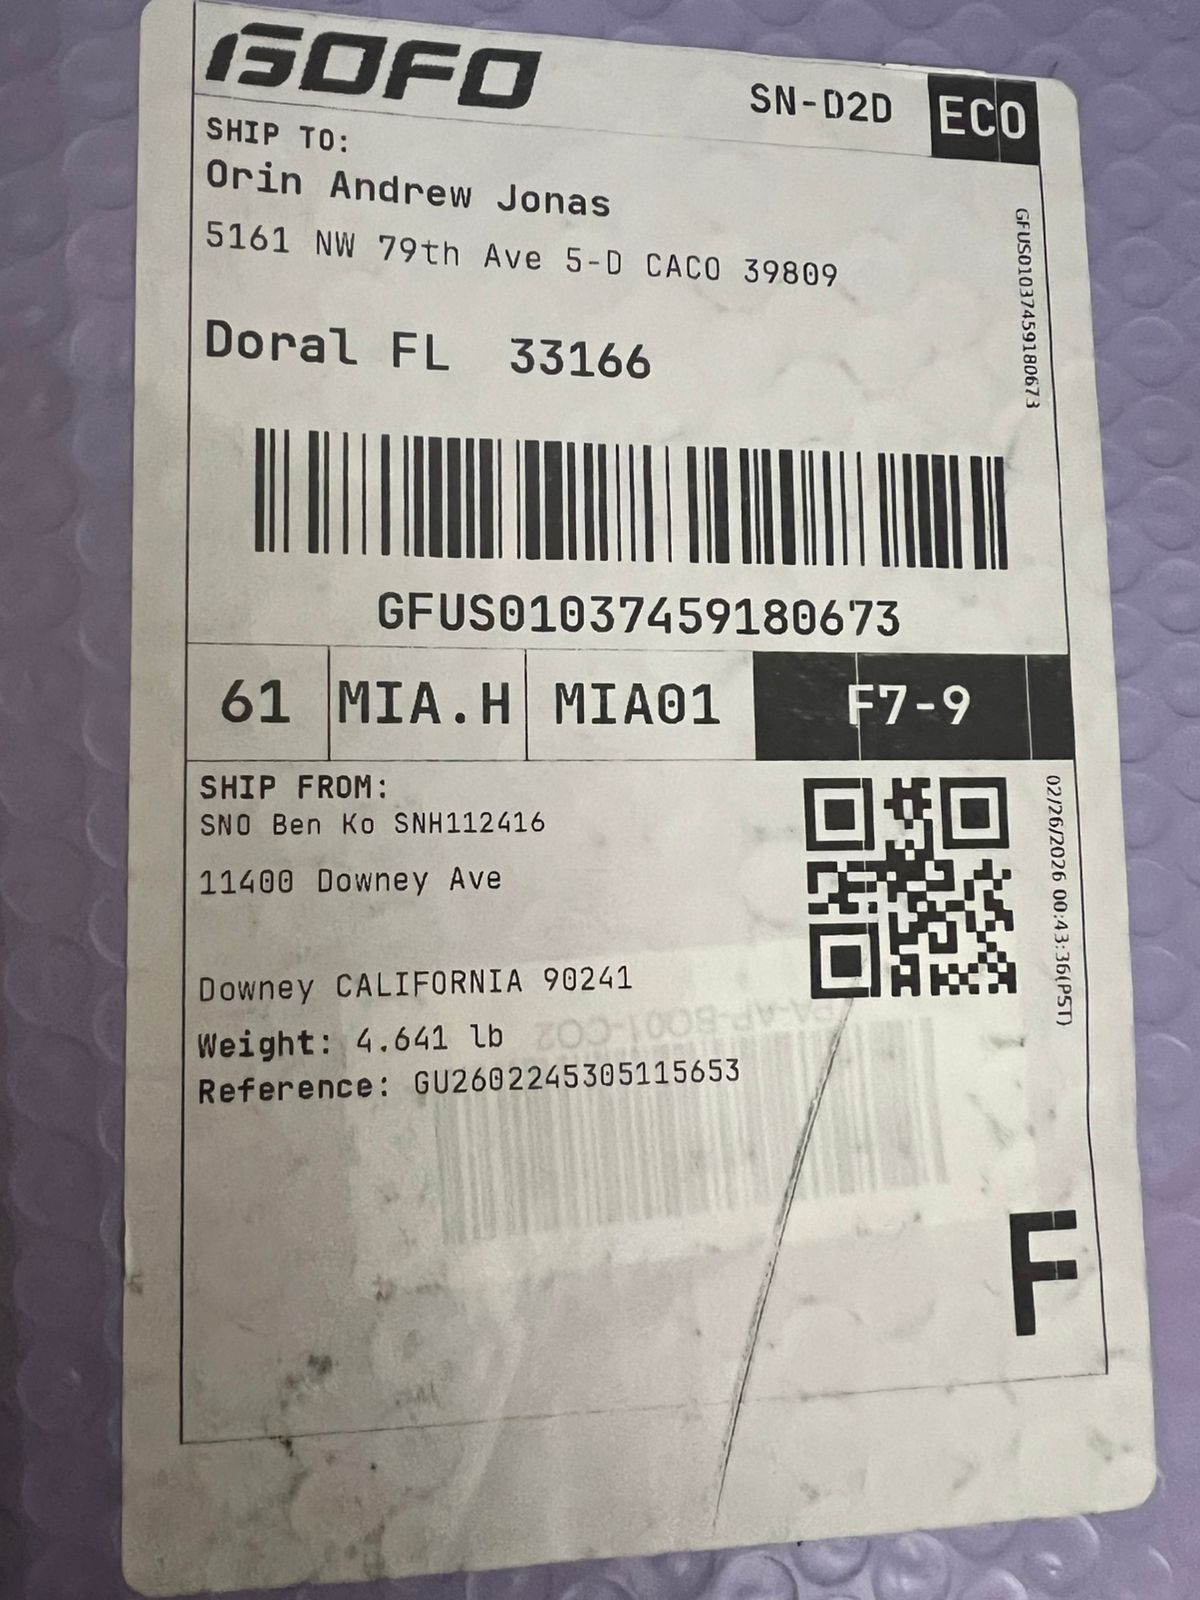 GOFO
SN-D2D
ECO
SHIP TO:
Orin Andrew Jonas
5161 NW 79th Ave 5-D CACO 39809
Doral FL 33166
GFUS01037459180673
GFUS01037459180673
61
MIA.H
MIA01
F7-9
SHIP FROM:
SNO Ben Ko SNH112416
11400 Downey Ave
Downey CALIFORNIA 90241
Weight: 4.641 lb
Reference: GU2602245305115653
02/26/2026 00:43:36(PST)
F